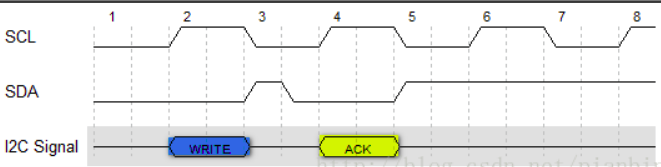 1 2 3 4 5 6 7 8
SCL
SDA
I2C Signal WRITE ACK